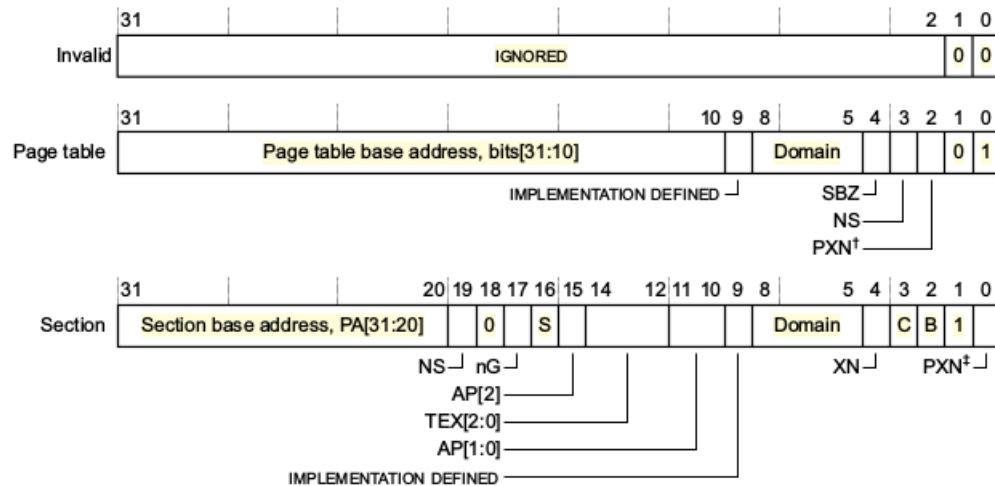 31 2 1 0
Invalid IGNORED 0 0
31 10 9 8 5 4 3 2 1 0
Page table Page table base address, bits[31:10] Domain 0 1
IMPLEMENTATION DEFINED SBZ
NS
PXN†
31 20 19 18 17 16 15 14 12 11 10 9 8 5 4 3 2 1 0
Section Section base address, PA[31:20] 0 S Domain C B 1
NS nG XN PXN‡
AP[2]
TEX[2:0]
AP[1:0]
IMPLEMENTATION DEFINED